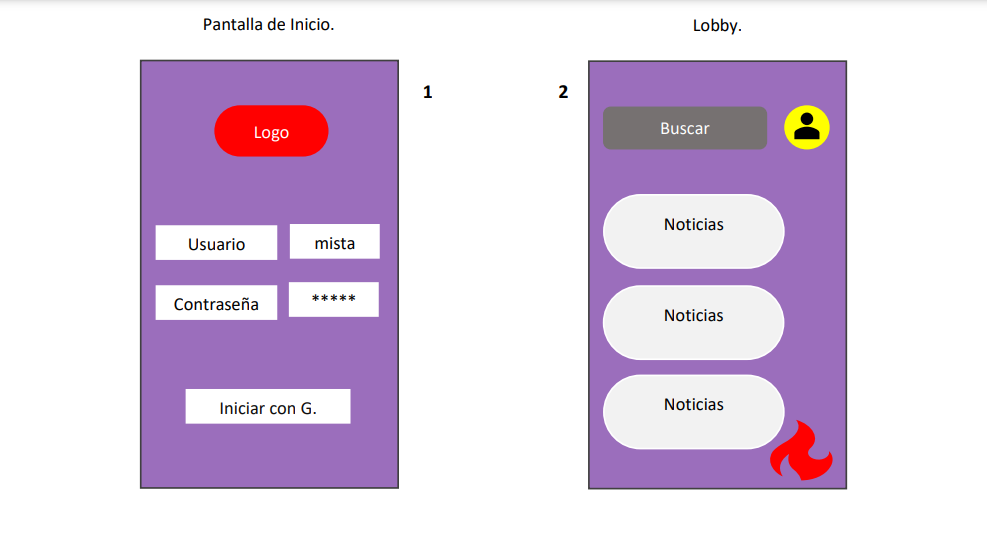 Pantalla de Inicio.
Lobby.
1
2
Logo
Buscar
Usuario
mista
Contraseña
*****
Iniciar con G.
Noticias
Noticias
Noticias